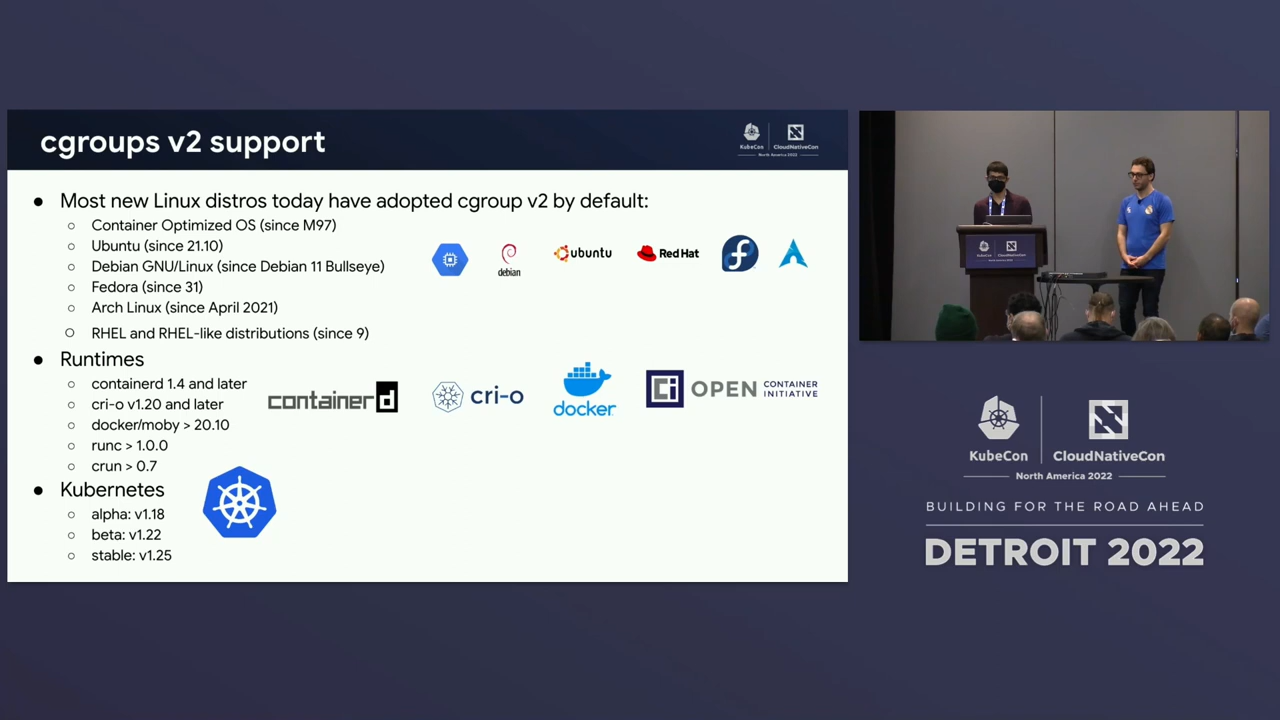 cgroups v2 support
KubeCon CloudNativeCon
North America 2022
● Most new Linux distros today have adopted cgroup v2 by default:
○ Container Optimized OS (since M97)
○ Ubuntu (since 21.10)
○ Debian GNU/Linux (since Debian 11 Bullseye)
○ Fedora (since 31)
○ Arch Linux (since April 2021)
○ RHEL and RHEL-like distributions (since 9)
debian
ubuntu
Red Hat
● Runtimes
○ containerd 1.4 and later
○ cri-o v1.20 and later
○ docker/moby > 20.10
○ runc > 1.0.0
○ crun > 0.7
containerd
cri-o
docker
OPEN CONTAINER
INITIATIVE
● Kubernetes
○ alpha: v1.18
○ beta: v1.22
○ stable: v1.25
KubeCon CloudNativeCon
North America 2022
BUILDING FOR THE ROAD AHEAD
DETROIT 2022